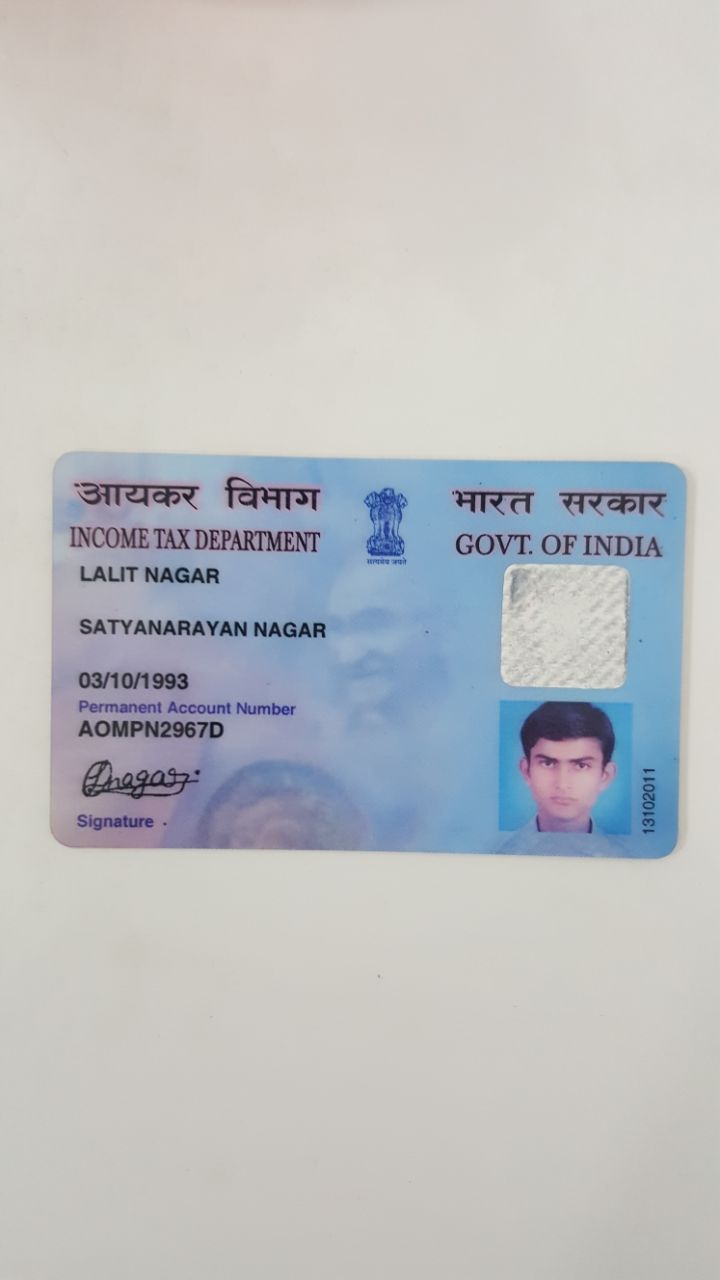 आयकर विभाग
भारत सरकार
INCOME TAX DEPARTMENT
GOVT. OF INDIA
सत्यमेव जयते
LALIT NAGAR
SATYANARAYAN NAGAR
03/10/1993
Permanent Account Number
AOMPN2967D
Lnagar
Signature
13102011